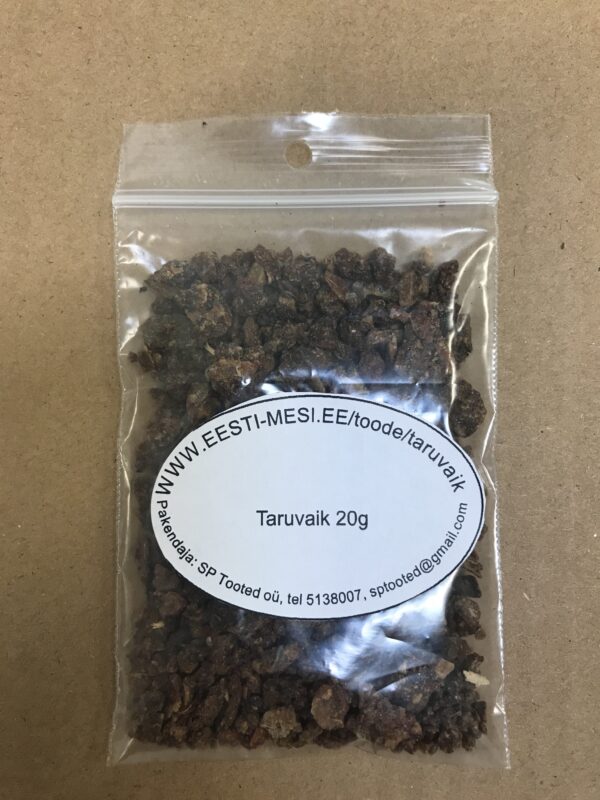 WWW.EESTI-MESI.EE/toode/taruvaik
Taruvaik 20g
Pakendaja: SP Tooted oü, tel 5138007, sptooted@gmail.com